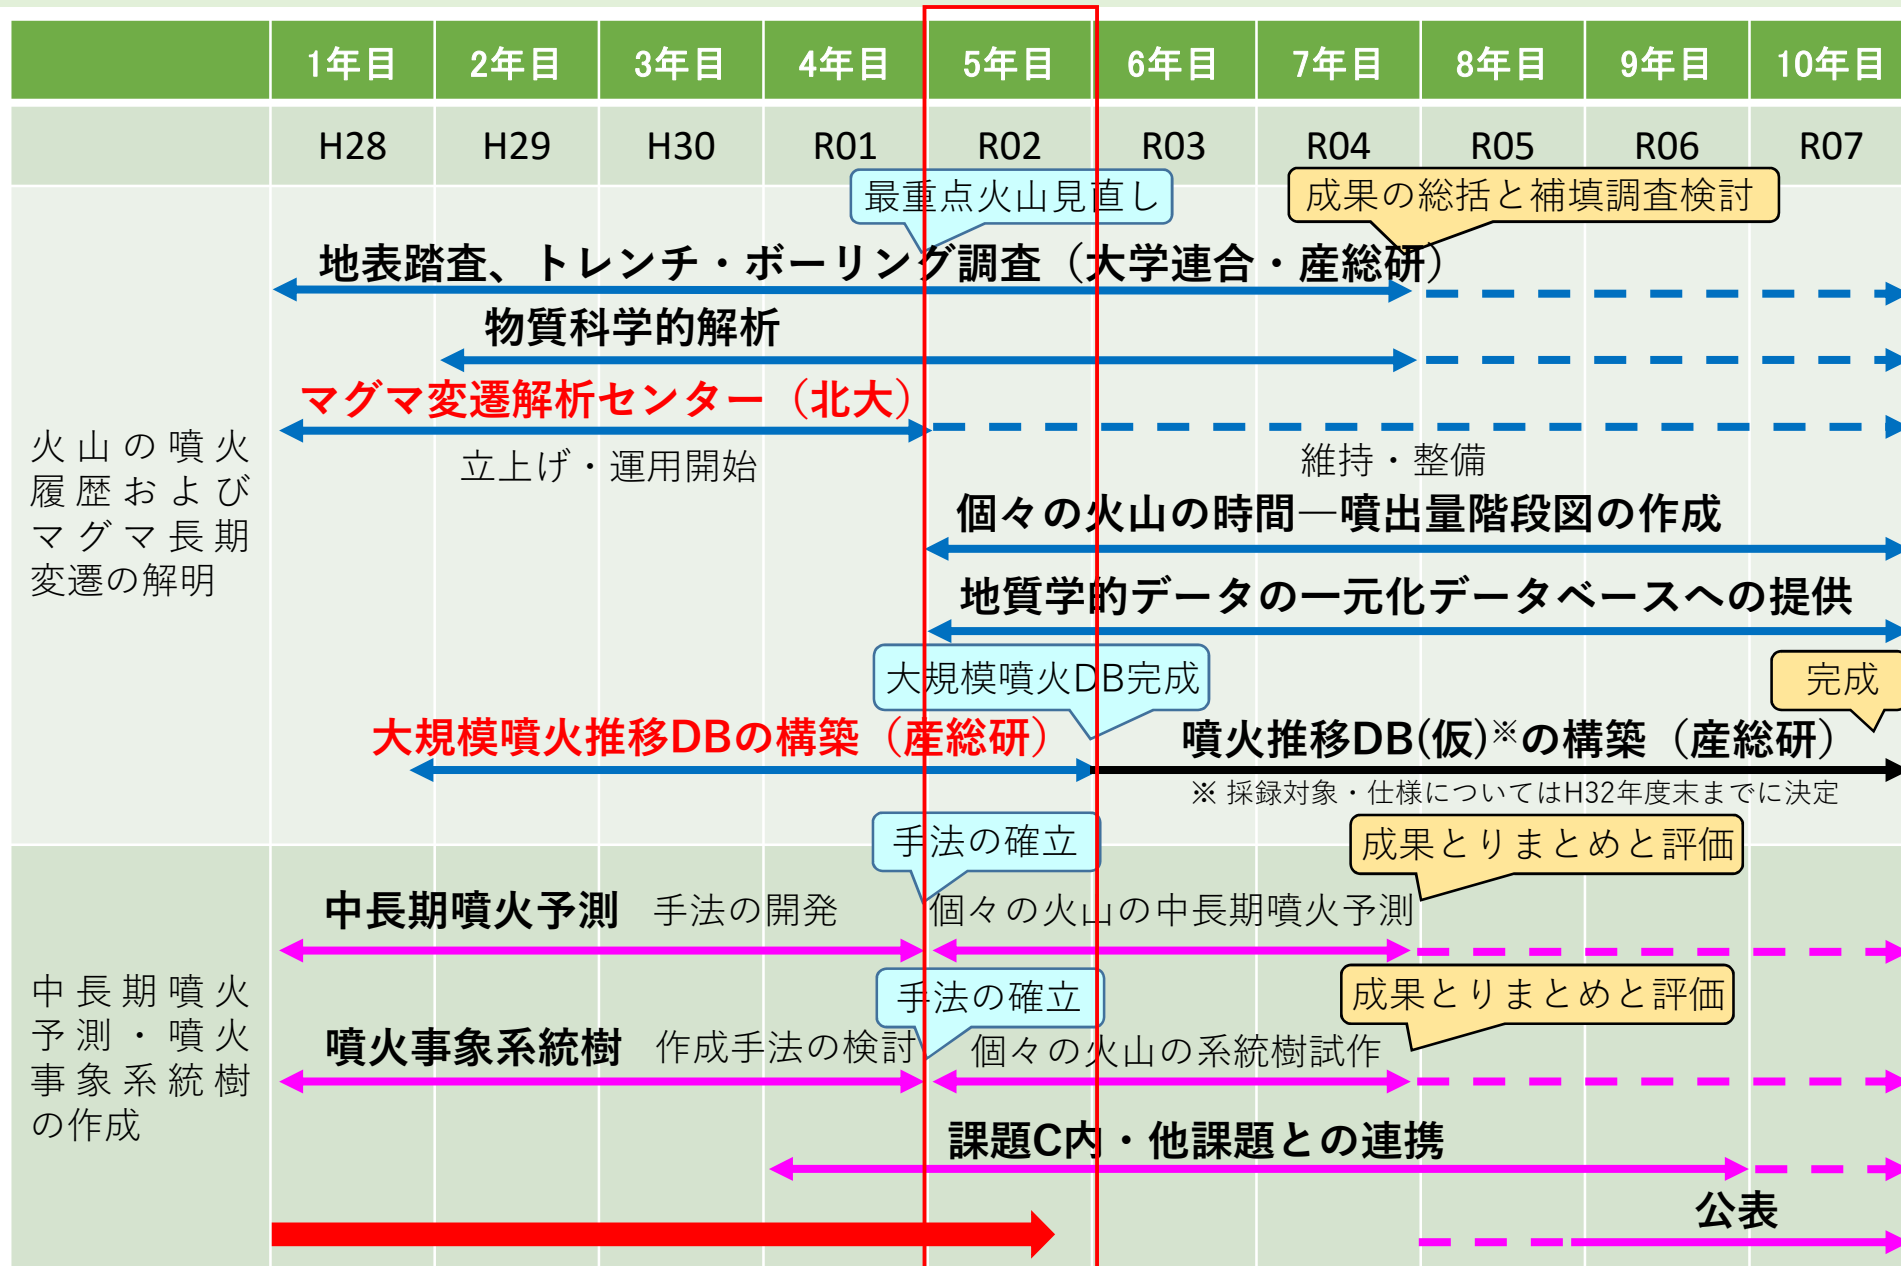 1年目 2年目 3年目 4年目 5年目 6年目 7年目 8年目 9年目 10年目
H28 H29 H30 R01 R02 R03 R04 R05 R06 R07
最重点火山見直し
成果の総括と補填調査検討
火山の噴火
履歴および
マグマ長期
変遷の解明
地表踏査、トレンチ・ボーリング調査（大学連合・産総研）
物質科学的解析
マグマ変遷解析センター（北大）
立上げ・運用開始
維持・整備
個々の火山の時間―噴出量階段図の作成
地質学的データの一元化データベースへの提供
大規模噴火DB完成
完成
大規模噴火推移DBの構築（産総研）
噴火推移DB(仮)※の構築（産総研）
※ 採録対象・仕様についてはH32年度末までに決定
中長期噴火
予測・噴火
事象系統樹
の作成
手法の確立
成果とりまとめと評価
中長期噴火予測 手法の開発
個々の火山の中長期噴火予測
手法の確立
成果とりまとめと評価
噴火事象系統樹 作成手法の検討
個々の火山の系統樹試作
課題C内・他課題との連携
公表